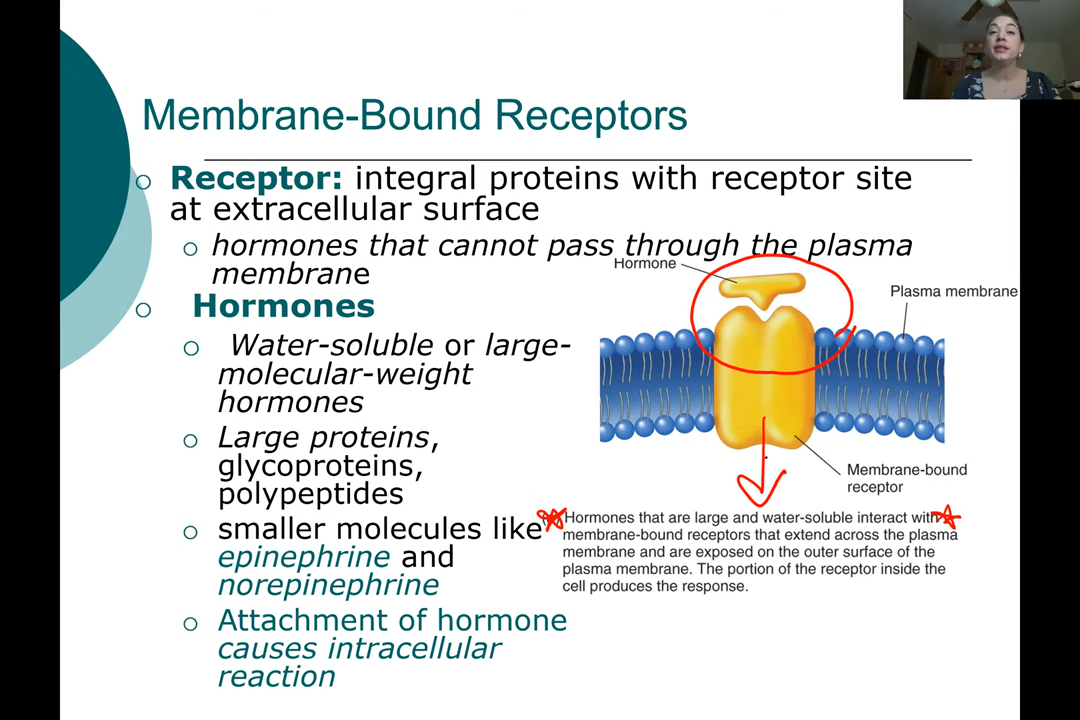 Membrane-Bound Receptors
Receptor: integral proteins with receptor site
at extracellular surface
hormones that cannot pass through the plasma
membrane
Hormones
Water-soluble or large-
molecular-weight
hormones
Large proteins,
glycoproteins,
polypeptides
smaller molecules like
epinephrine and
norepinephrine
Attachment of hormone
causes intracellular
reaction
Hormone
Plasma membrane
Membrane-bound
receptor
Hormones that are large and water-soluble interact with
membrane-bound receptors that extend across the plasma
membrane and are exposed on the outer surface of the
plasma membrane. The portion of the receptor inside the
cell produces the response.